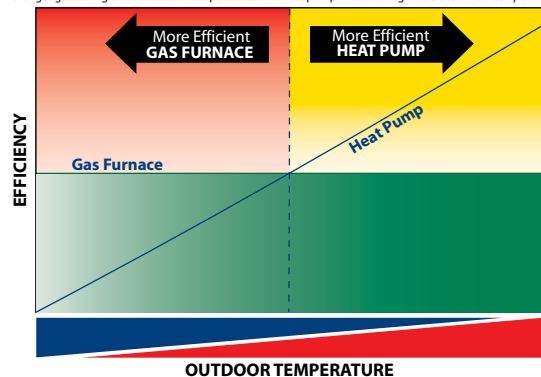 More Efficient
GAS FURNACE
More Efficient
HEAT PUMP
Heat Pump
Gas Furnace
EFFICIENCY
OUTDOOR TEMPERATURE